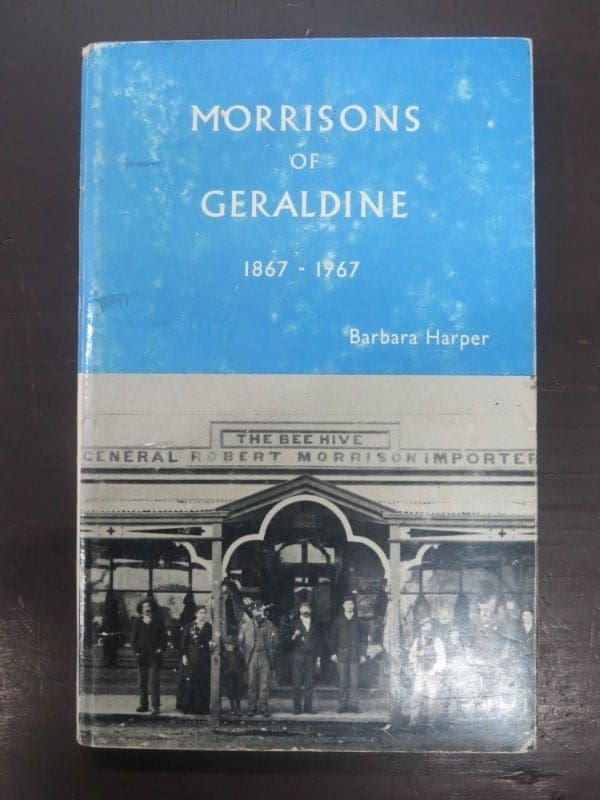 MORRISONS
OF
GERALDINE
1867 - 1967
Barbara Harper
THE BEE HIVE
GENERAL ROBERT MORRISON IMPORTER